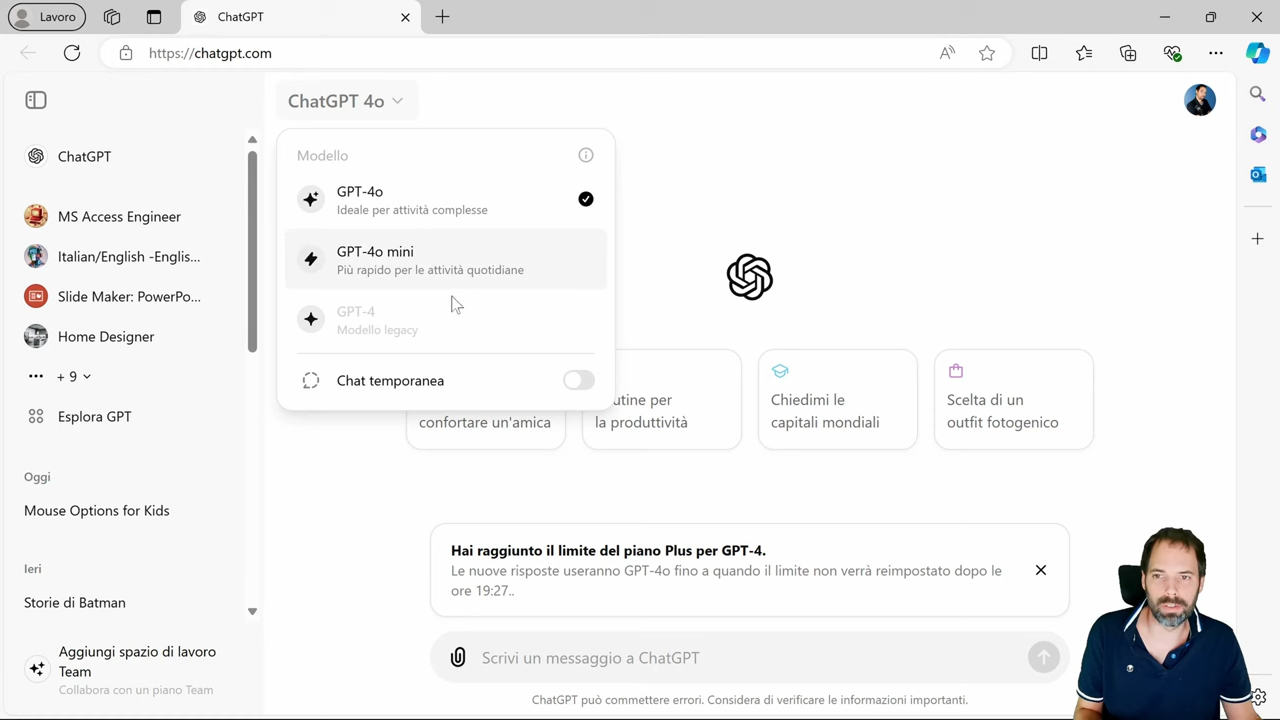 Lavoro
ChatGPT
https://chatgpt.com
ChatGPT 4o
ChatGPT
MS Access Engineer
Italian/English -Englis...
Slide Maker: PowerPo...
Home Designer
+ 9
Esplora GPT
Oggi
Mouse Options for Kids
Ieri
Storie di Batman
Aggiungi spazio di lavoro
Team
Collabora con un piano Team
Modello
GPT-4o
Ideale per attività complesse
GPT-4o mini
Più rapido per le attività quotidiane
GPT-4
Modello legacy
Chat temporanea
confortare un'amica
utine per
la produttività
Chiedimi le
capitali mondiali
Scelta di un
outfit fotogenico
Hai raggiunto il limite del piano Plus per GPT-4.
Le nuove risposte useranno GPT-4o fino a quando il limite non verrà reimpostato dopo le
ore 19:27..
Scrivi un messaggio a ChatGPT
ChatGPT può commettere errori. Considera di verificare le informazioni importanti.